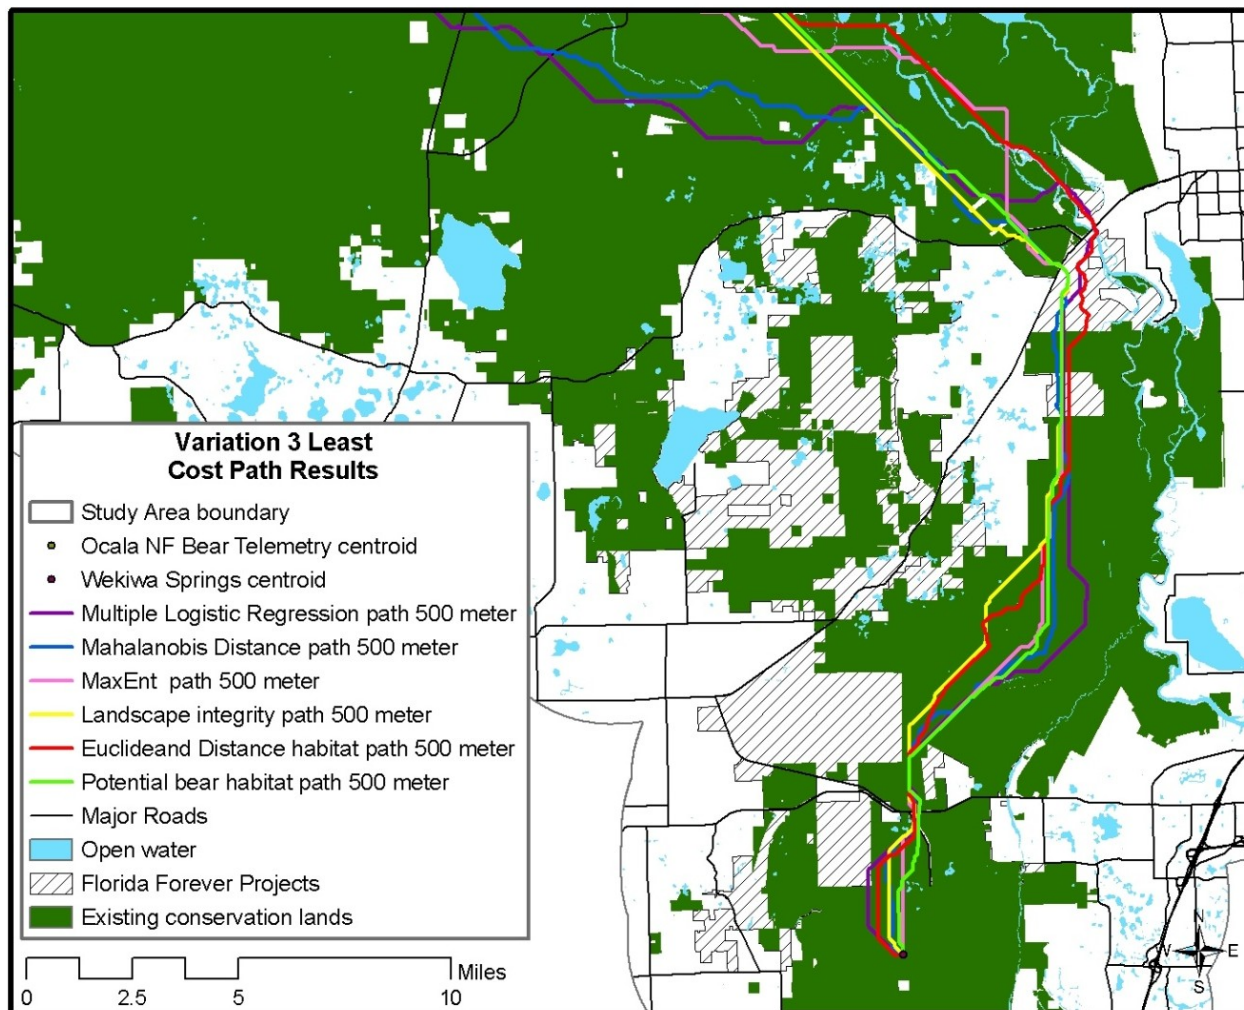 Variation 3 Least
Cost Path Results
Study Area boundary
Ocala NF Bear Telemetry centroid
Wekiwa Springs centroid
Multiple Logistic Regression path 500 meter
Mahalanobis Distance path 500 meter
MaxEnt path 500 meter
Landscape integrity path 500 meter
Euclideand Distance habitat path 500 meter
Potential bear habitat path 500 meter
Major Roads
Open water
Florida Forever Projects
Existing conservation lands
Miles
0 2.5 5 10
N
W E
S